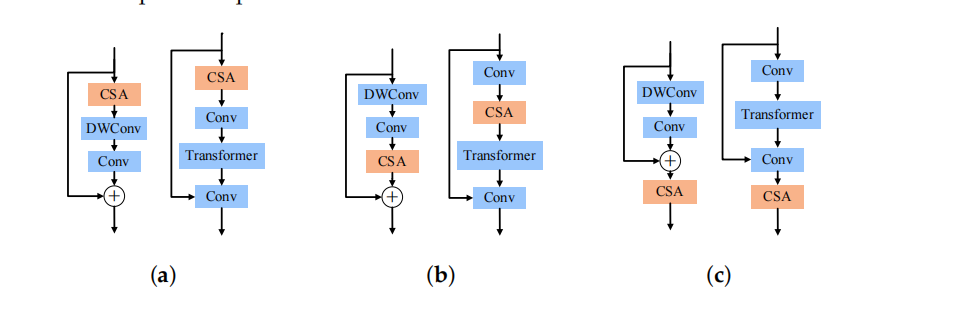 CSA
DWConv
Conv
+
CSA
Conv
Transformer
Conv
(a)
DWConv
Conv
CSA
+
Conv
CSA
Transformer
Conv
(b)
DWConv
Conv
+
CSA
Conv
Transformer
Conv
CSA
(c)